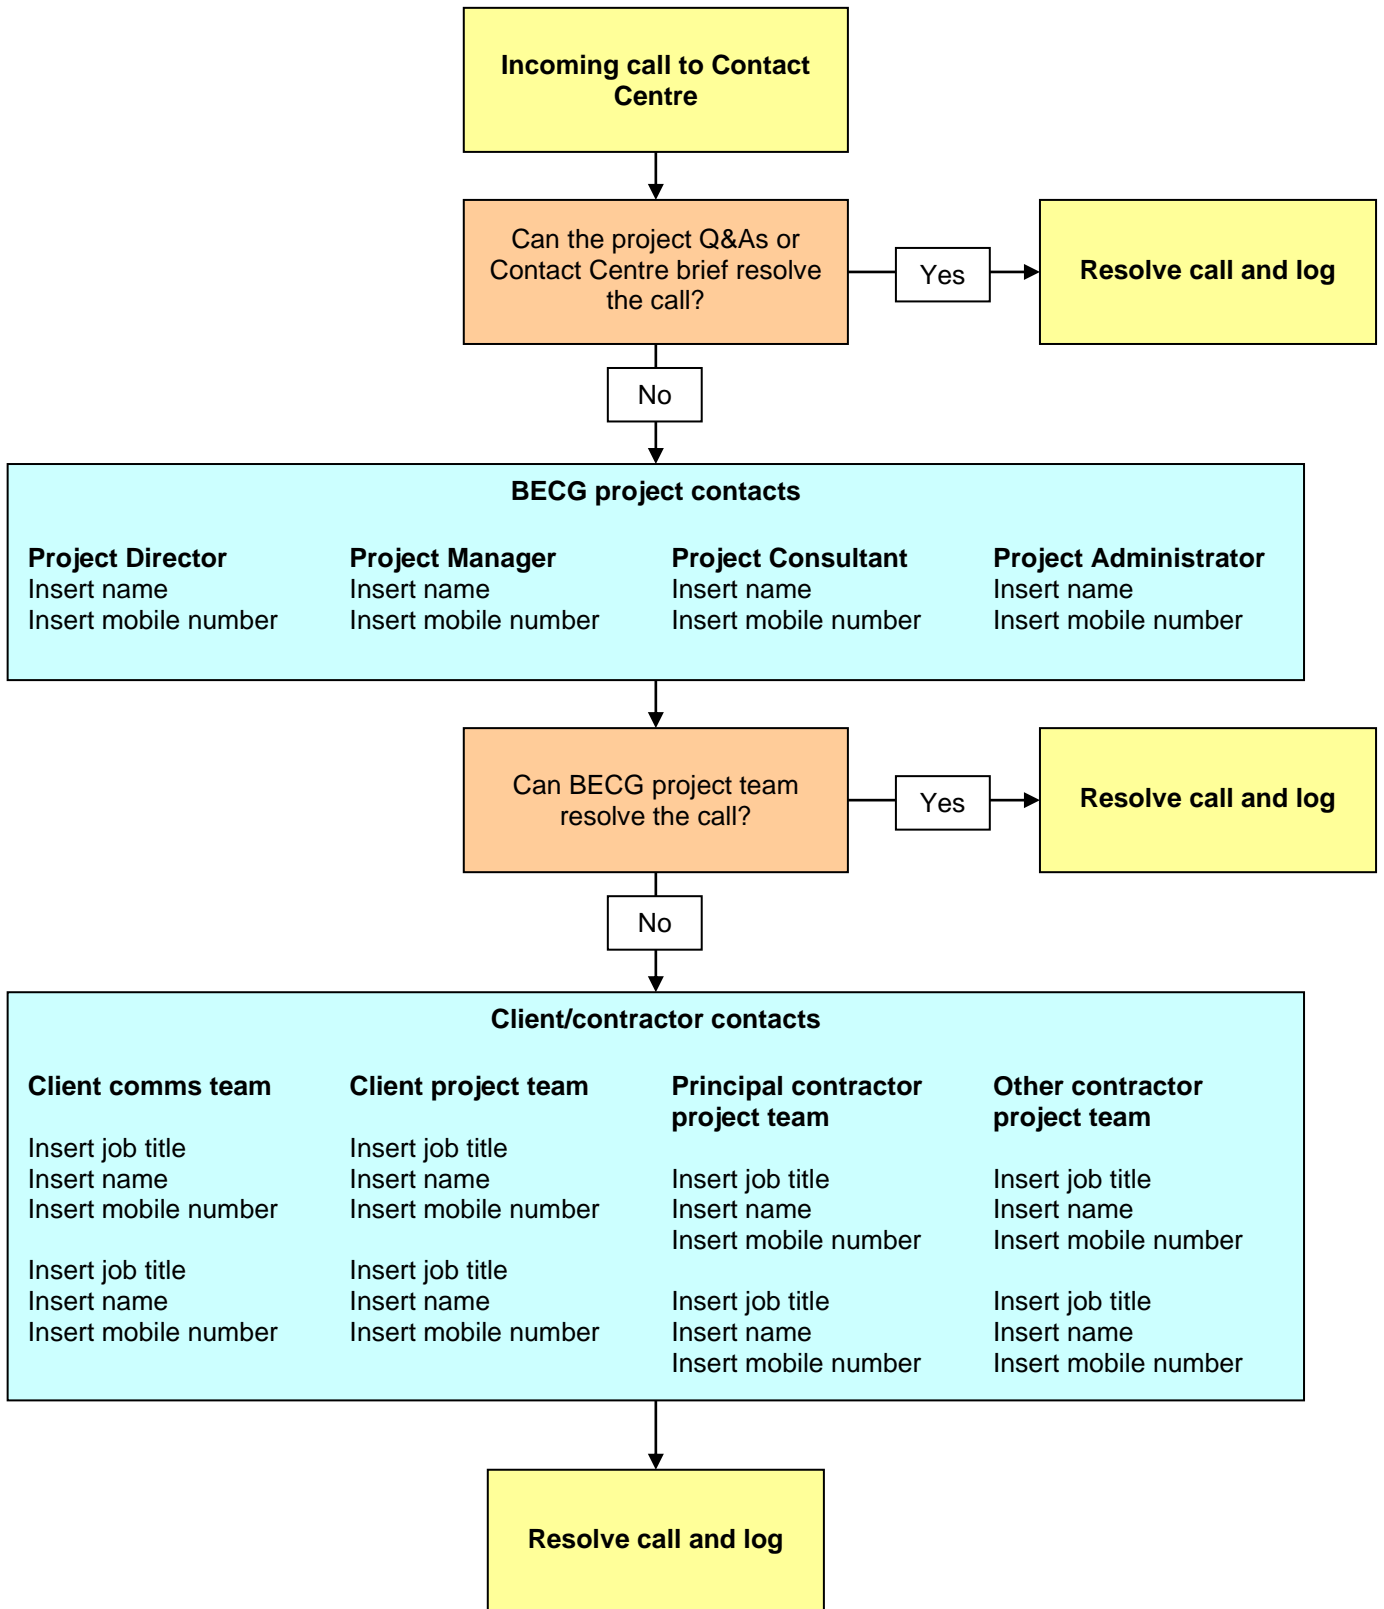 Incoming call to Contact
Centre
Can the project Q&As or
Contact Centre brief resolve
the call?
Yes
Resolve call and log
No
BECG project contacts
Project Director
Insert name
Insert mobile number
Project Manager
Insert name
Insert mobile number
Project Consultant
Insert name
Insert mobile number
Project Administrator
Insert name
Insert mobile number
Can BECG project team
resolve the call?
Yes
Resolve call and log
No
Client/contractor contacts
Client comms team
Insert job title
Insert name
Insert mobile number
Insert job title
Insert name
Insert mobile number
Client project team
Insert job title
Insert name
Insert mobile number
Insert job title
Insert name
Insert mobile number
Principal contractor
project team
Insert job title
Insert name
Insert mobile number
Insert job title
Insert name
Insert mobile number
Other contractor
project team
Insert job title
Insert name
Insert mobile number
Insert job title
Insert name
Insert mobile number
Resolve call and log